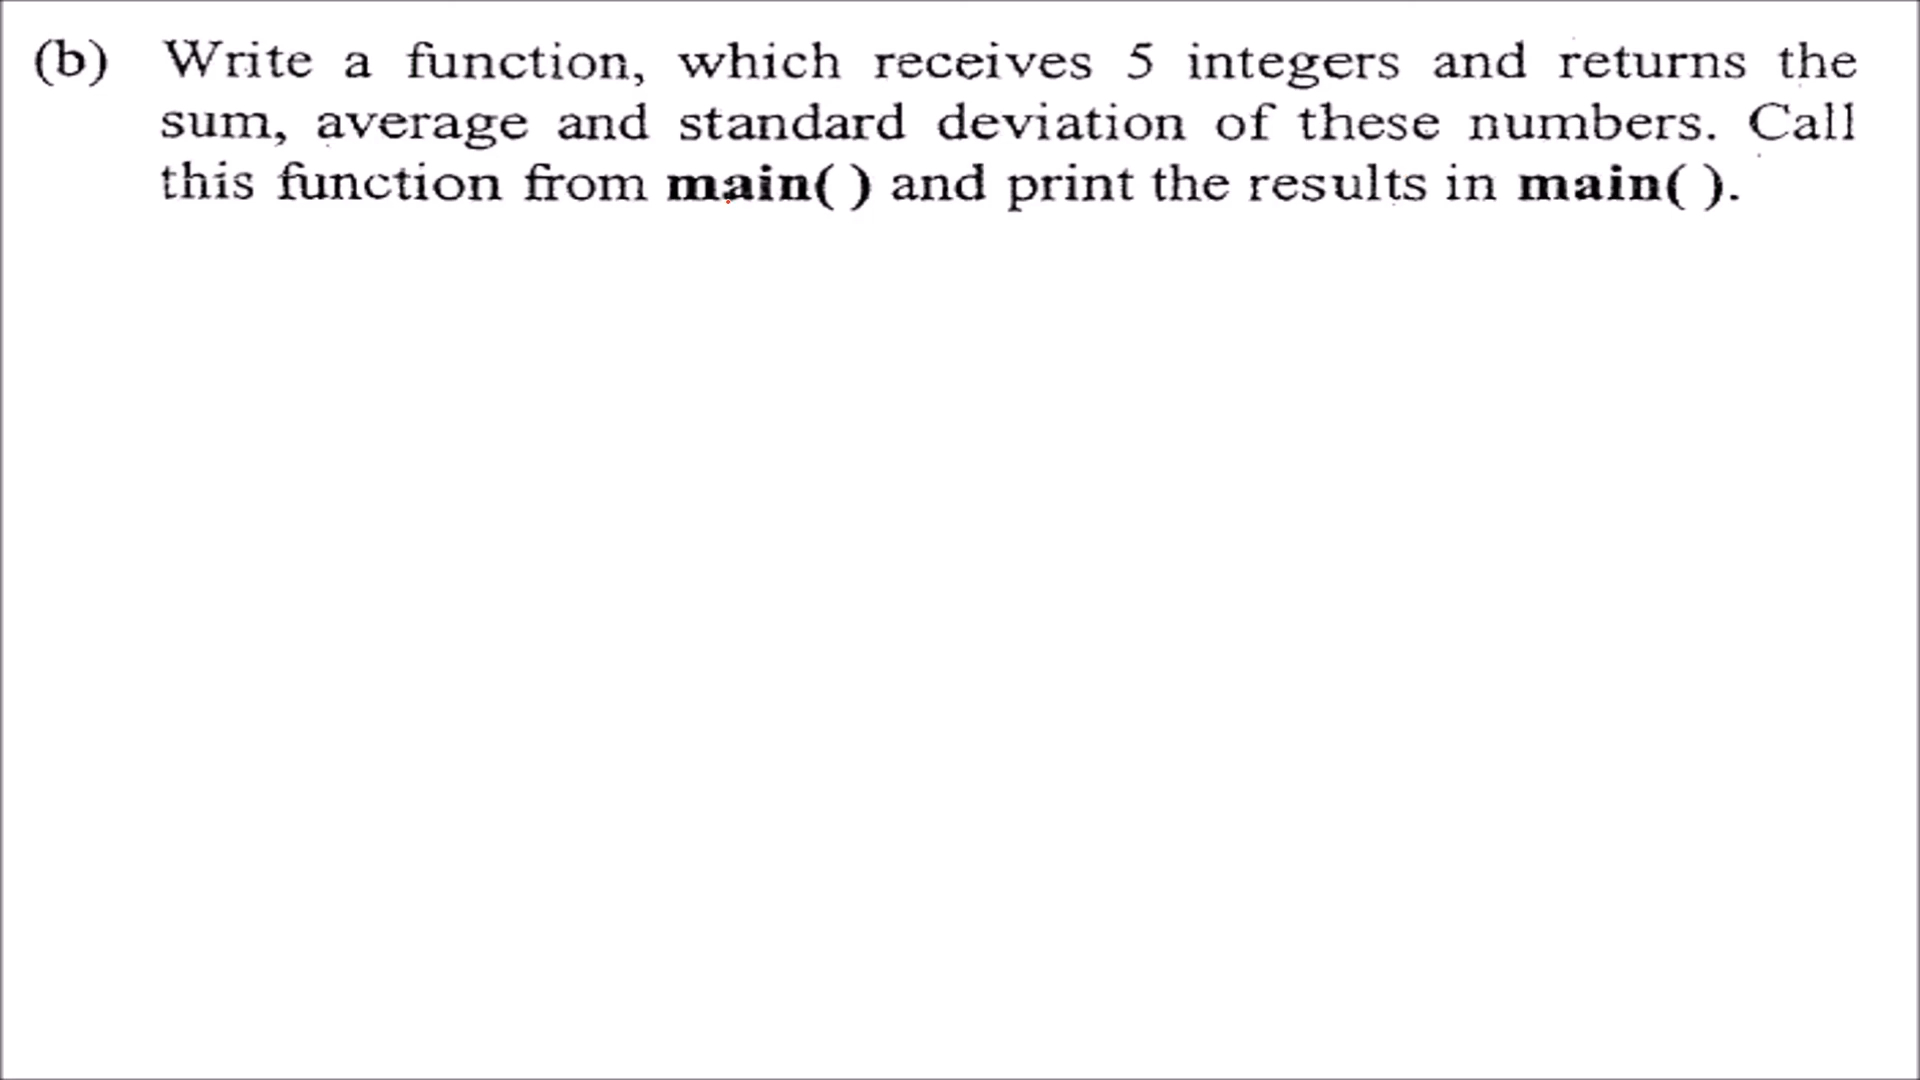 (b) Write a function, which receives 5 integers and returns the
sum, average and standard deviation of these numbers. Call
this function from main( ) and print the results in main( ).